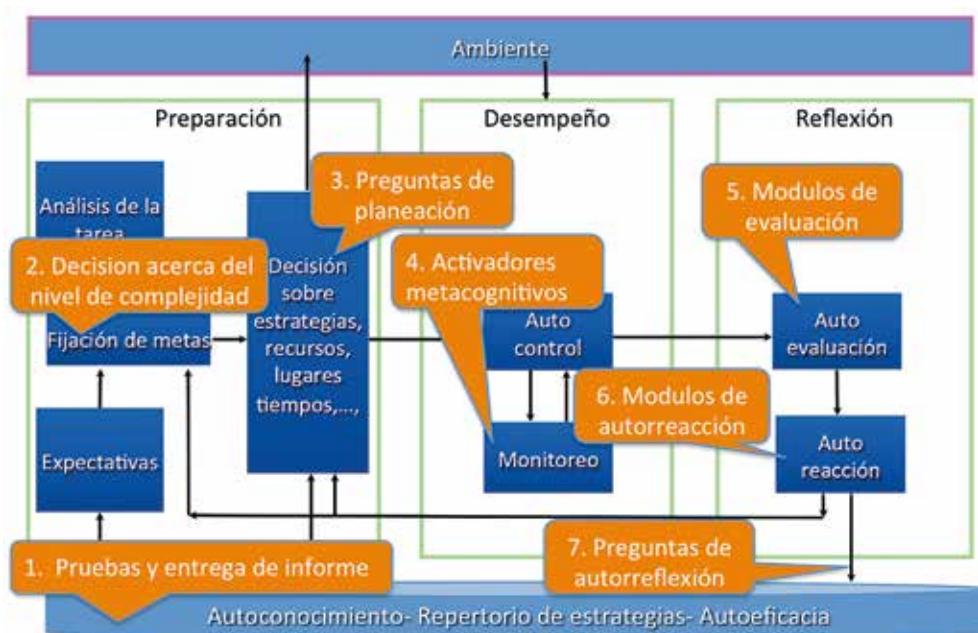 Ambiente
Preparación
Desempeño
Reflexión
Análisis de la
tarea
2. Decision acerca del
nivel de complejidad
Fijación de metas
Expectativas
1. Pruebas y entrega de informe
3. Preguntas de
planeación
Decisión
sobre
estrategias,
recursos,
lugares
tiempos,...,
4. Activadores
metacognitivos
Auto
control
Monitoreo
5. Modulos de
evaluación
Auto
evaluación
6. Modulos de
autorreacción
Auto
reacción
7. Preguntas de
autorreflexión
Autoconocimiento- Repertorio de estrategias- Autoeficacia